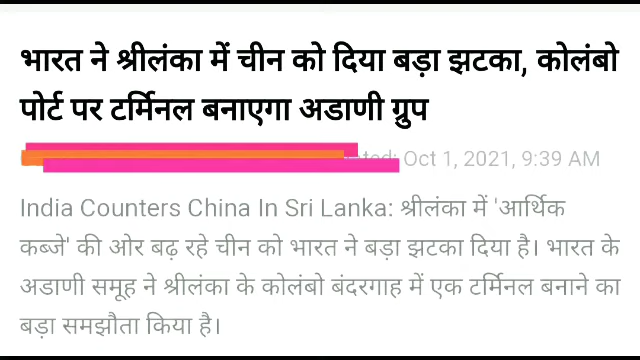 भारत ने श्रीलंका में चीन को दिया बड़ा झटका, कोलंबो
पोर्ट पर टर्मिनल बनाएगा अडाणी ग्रुप
Oct 1, 2021, 9:39 AM
India Counters China In Sri Lanka: श्रीलंका में 'आर्थिक
कब्जे' की ओर बढ़ रहे चीन को भारत ने बड़ा झटका दिया है। भारत के
अडाणी समूह ने श्रीलंका के कोलंबो बंदरगाह में एक टर्मिनल बनाने का
बड़ा समझौता किया है।